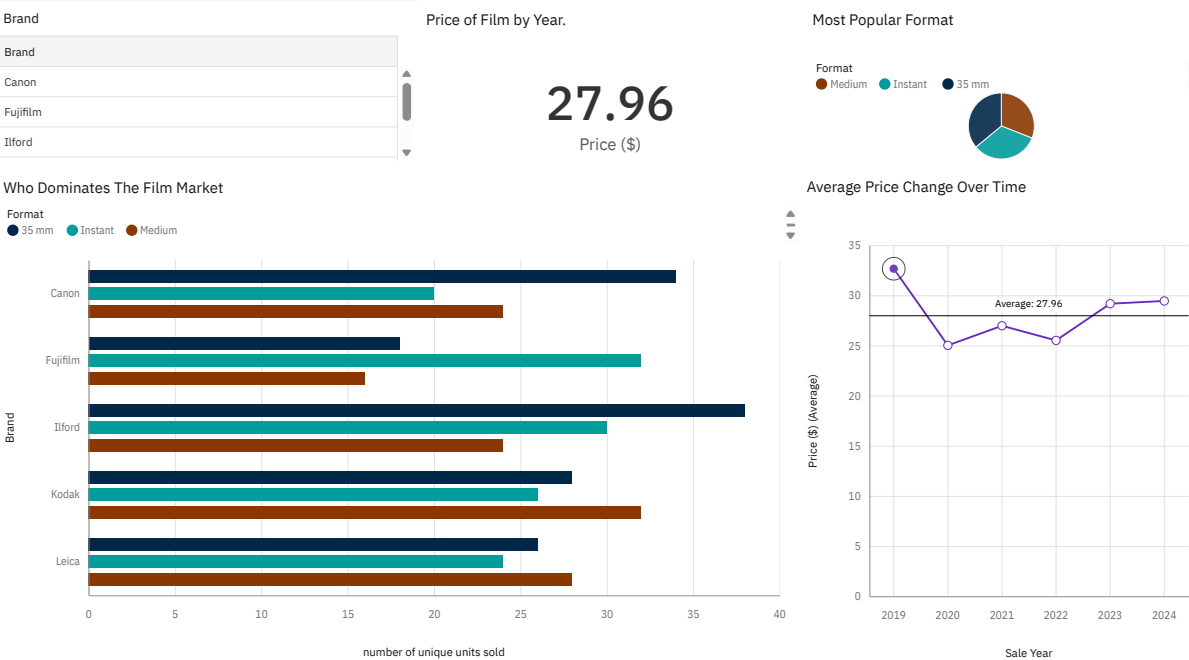 Brand
Brand
Canon
Fujifilm
Ilford
Price of Film by Year.
27.96
Price ($)
Most Popular Format
Format
Medium Instant 35 mm
Who Dominates The Film Market
Format
35 mm Instant Medium
Brand
Canon
Fujifilm
Ilford
Kodak
Leica
0 5 10 15 20 25 30 35 40
number of unique units sold
Average Price Change Over Time
Price ($) (Average)
35
30
25
20
15
10
5
0
Average: 27.96
2019 2020 2021 2022 2023 2024
Sale Year